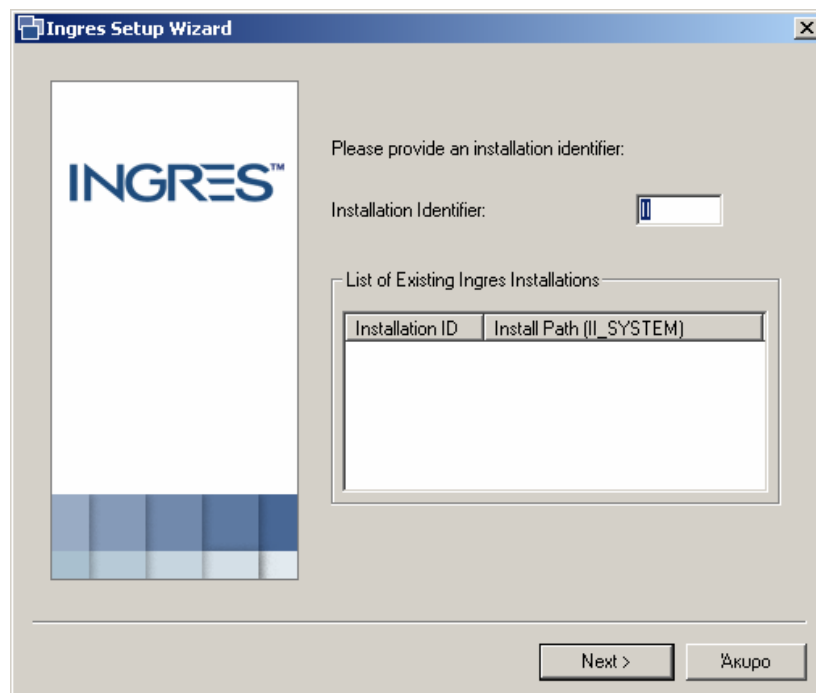 Ingres Setup Wizard
INGRES™
Please provide an installation identifier:
Installation Identifier: II
List of Existing Ingres Installations
Installation ID Install Path (II_SYSTEM)
Next > Άκυρο